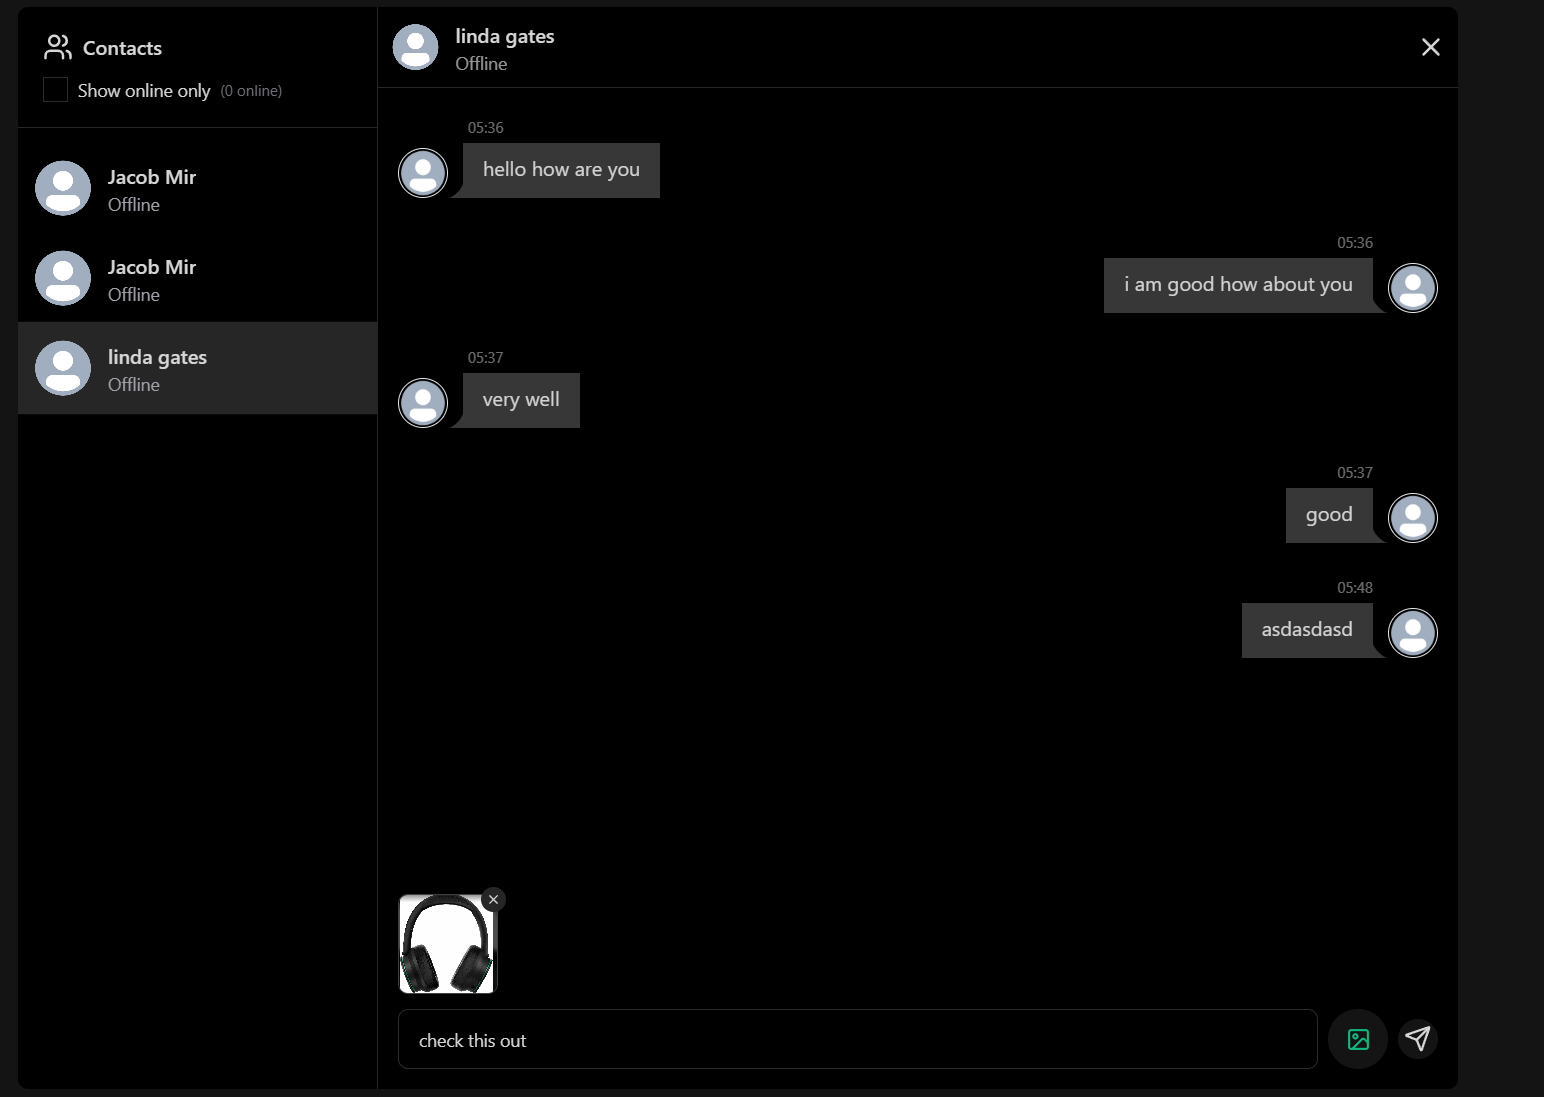 Contacts
Show online only (0 online)
Jacob Mir
Offline
Jacob Mir
Offline
linda gates
Offline
linda gates
Offline
05:36
hello how are you
05:36
i am good how about you
05:37
very well
05:37
good
05:48
asdasdasd
check this out